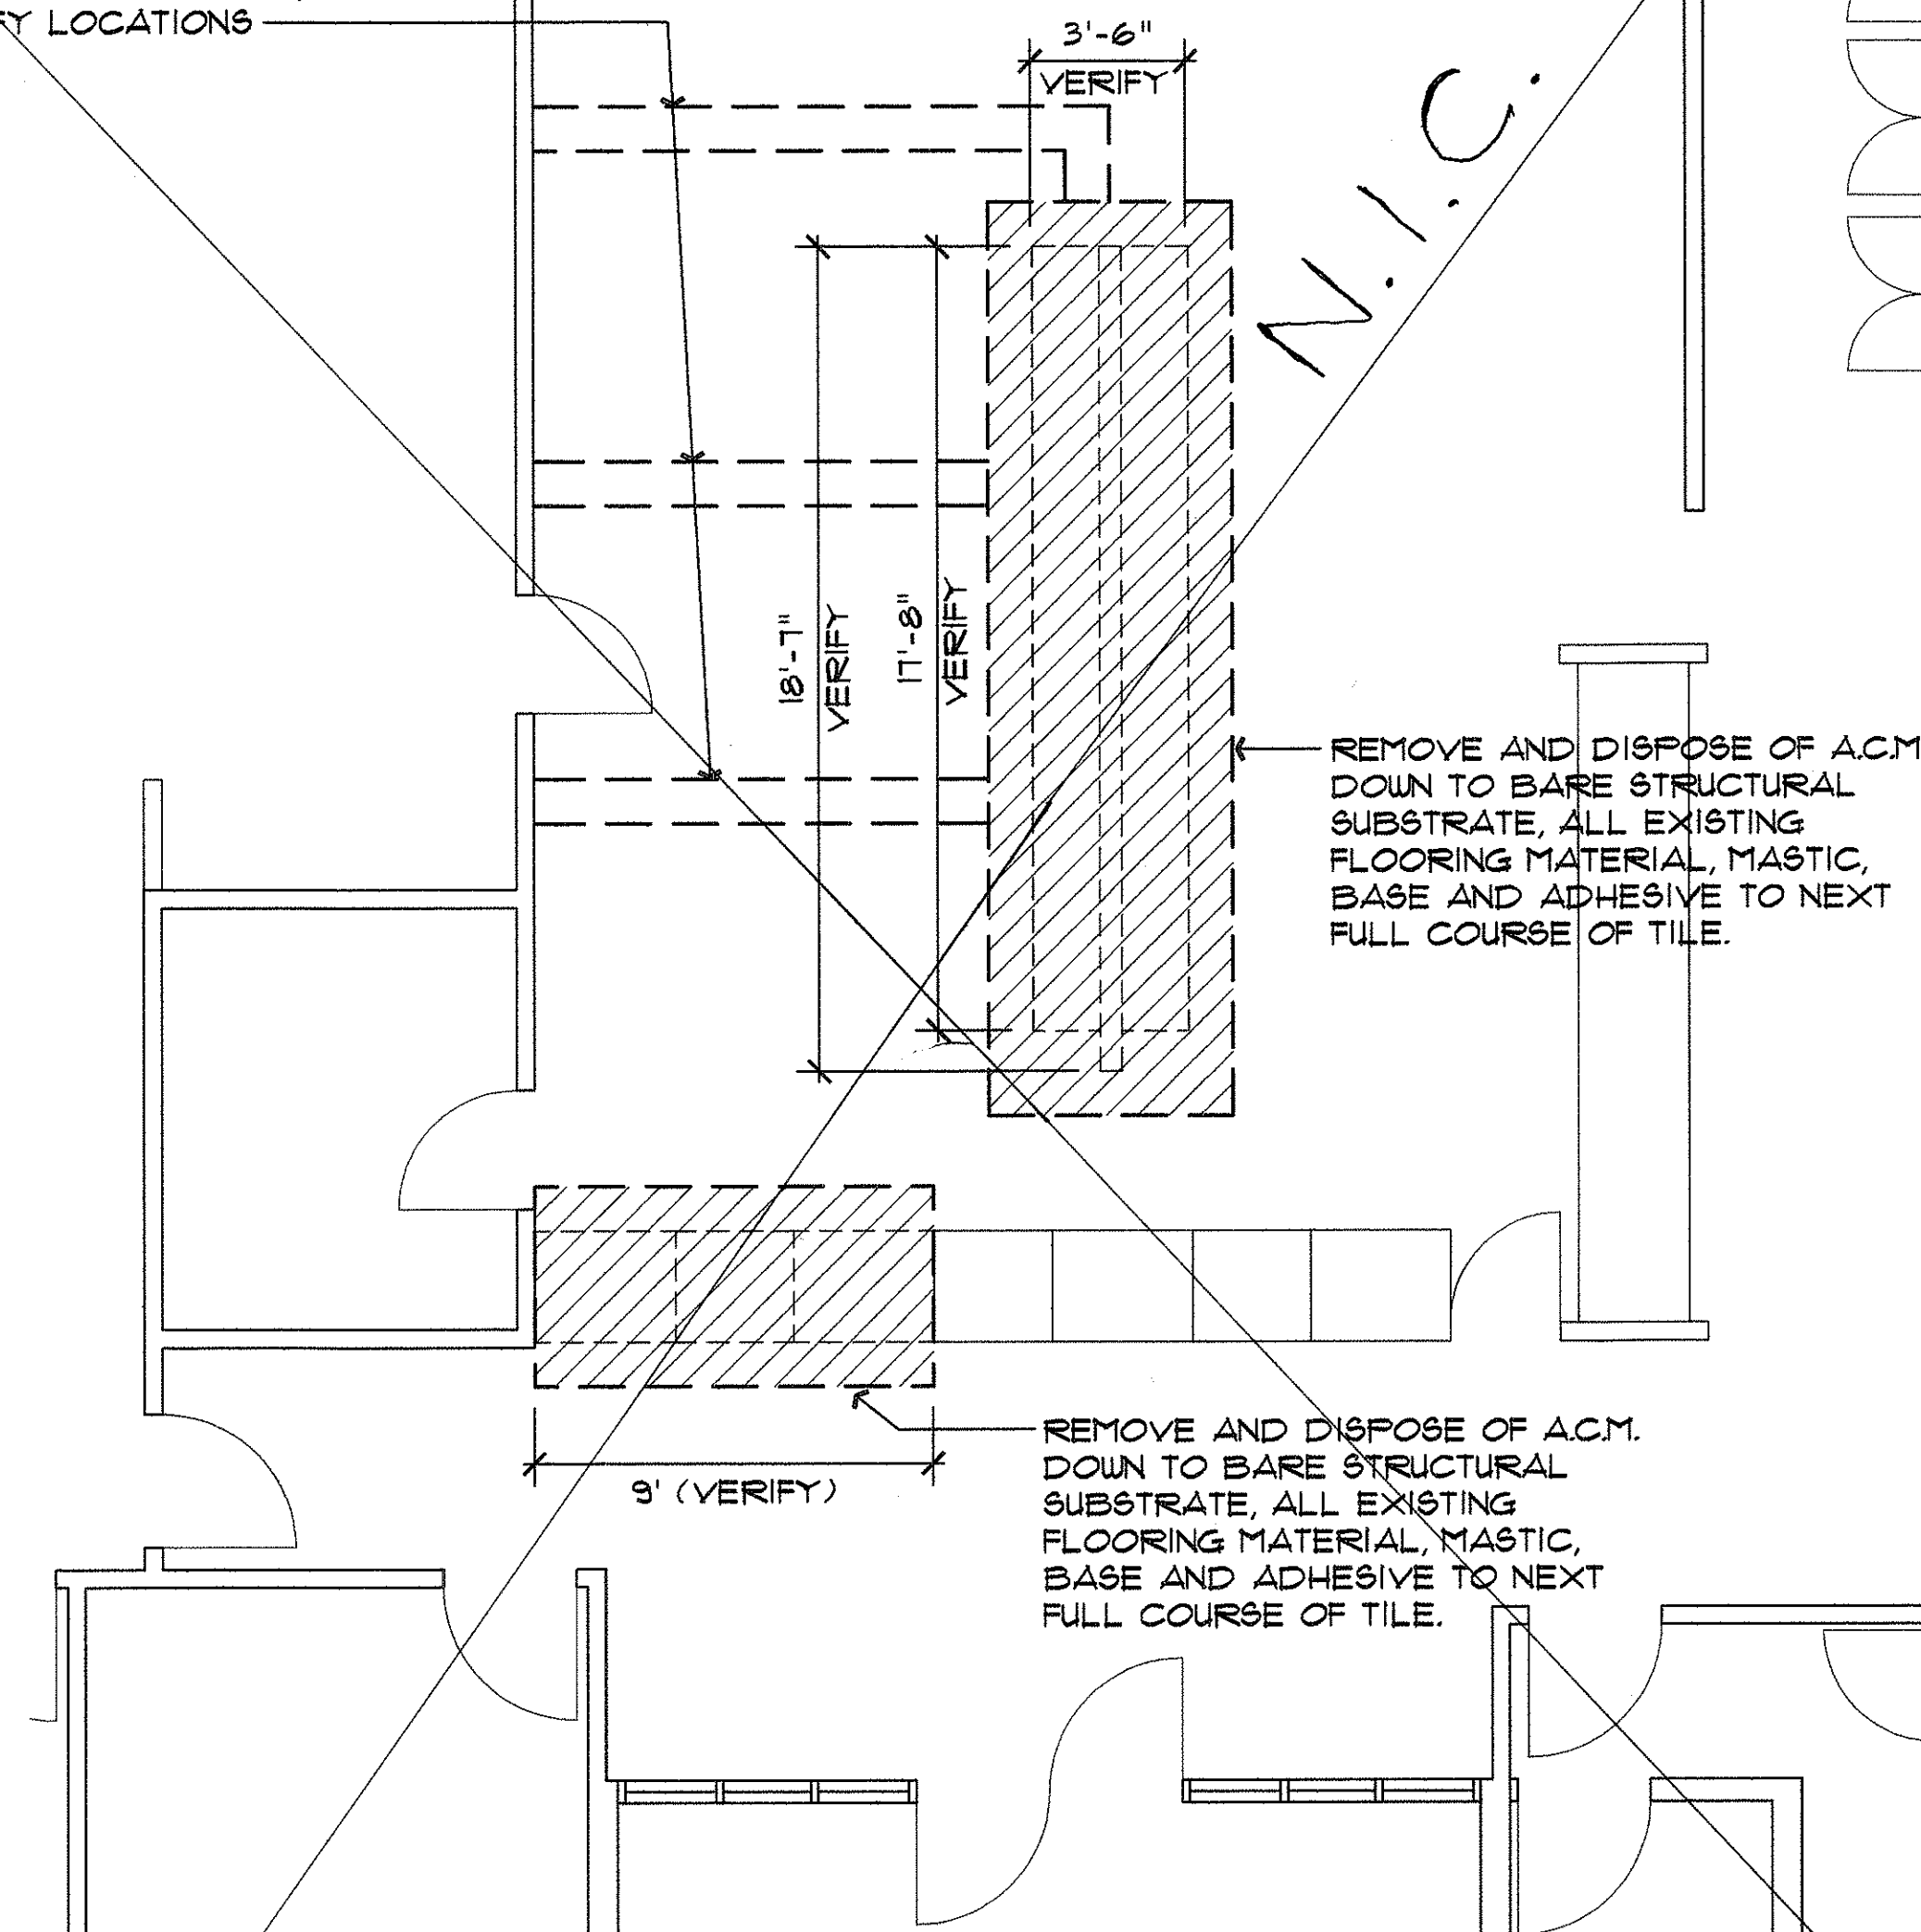 LOCATIONS
3'-6"
VERIFY
N.I.C.
18'-7"
VERIFY
17'-8"
VERIFY
REMOVE AND DISPOSE OF A.C.M
DOWN TO BARE STRUCTURAL
SUBSTRATE, ALL EXISTING
FLOORING MATERIAL, MASTIC,
BASE AND ADHESIVE TO NEXT
FULL COURSE OF TILE.
REMOVE AND DISPOSE OF A.C.M.
DOWN TO BARE STRUCTURAL
SUBSTRATE, ALL EXISTING
FLOORING MATERIAL, MASTIC,
BASE AND ADHESIVE TO NEXT
FULL COURSE OF TILE.
9' (VERIFY)